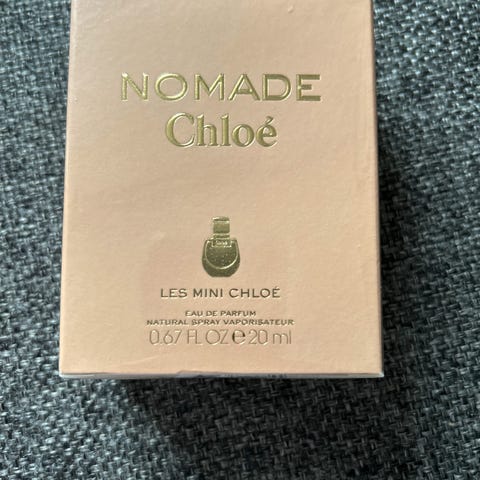 NOMADE
Chloé
LES MINI CHLOÉ
EAU DE PARFUM
NATURAL SPRAY VAPORISATEUR
0.67 FL OZ e 20 ml